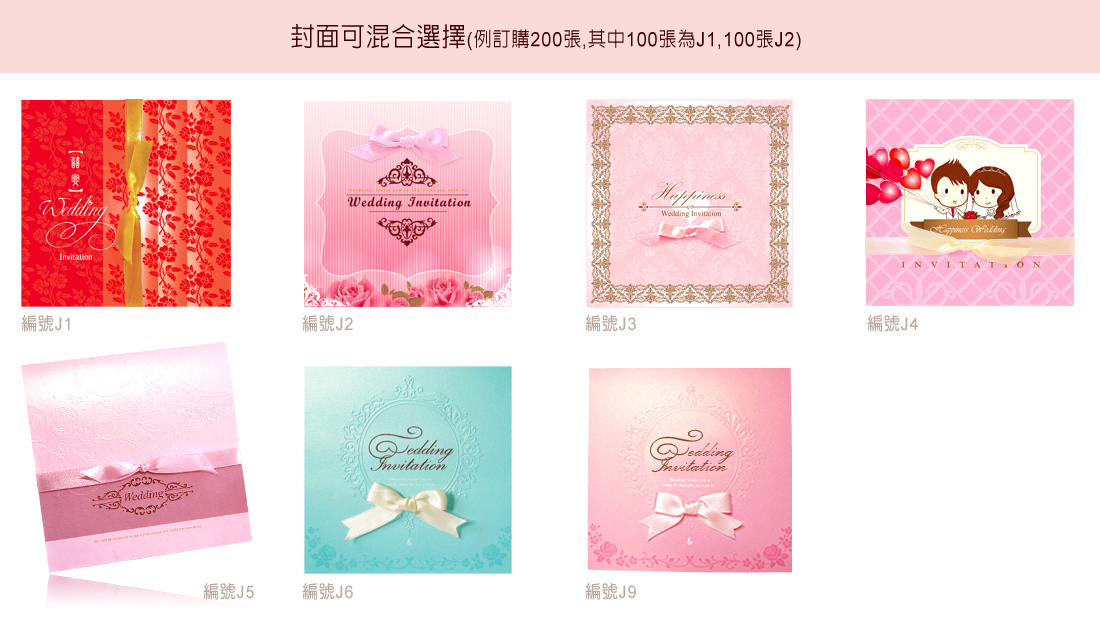 封面可混合選擇(例訂購200張,其中100張為J1,100張J2)
【囍宴】
Wedding
Invitation
編號J1
Wedding Invitation
編號J2
Happiness
Wedding Invitation
編號J3
Happiness Wedding
INVITATION
編號J4
Wedding
編號J5
Wedding
Invitation
編號J6
Wedding
Invitation
編號J9